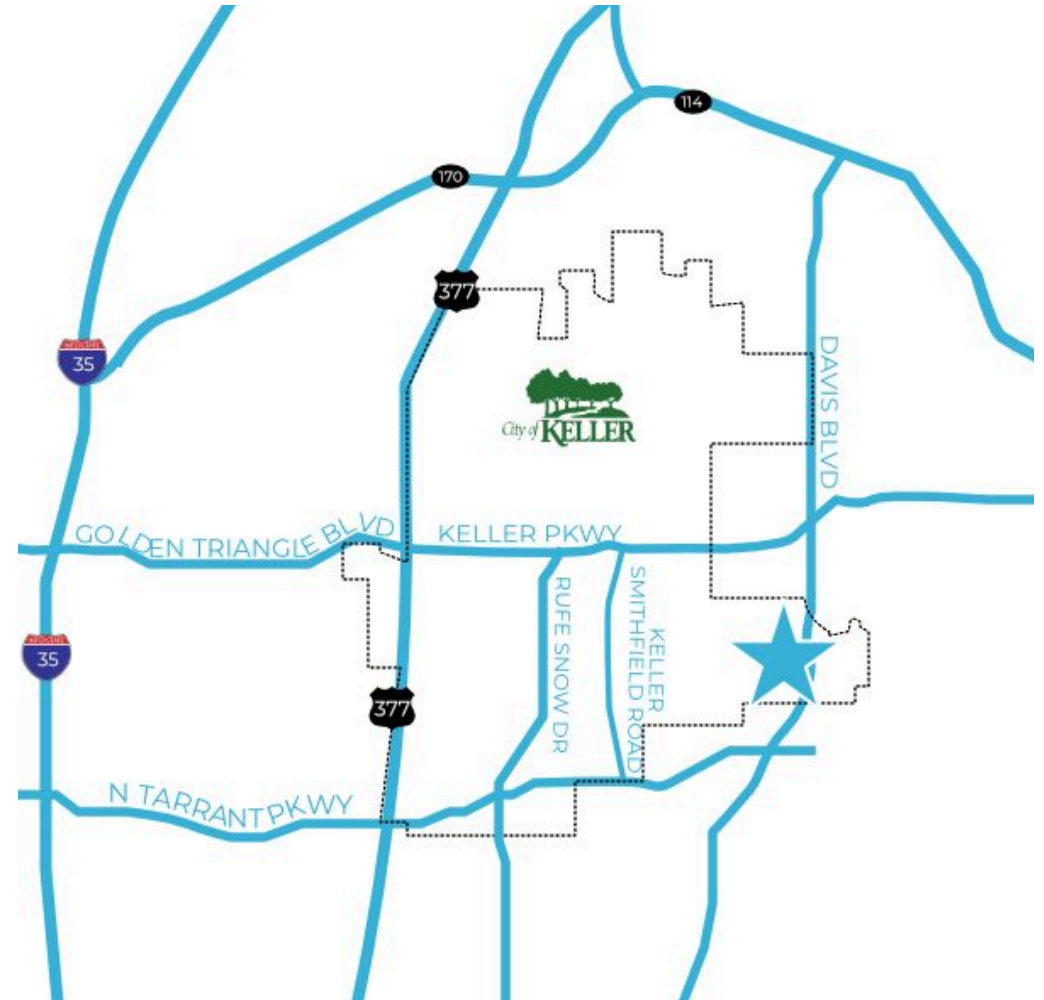 114
170
377
35
DAVIS BLVD
City of KELLER
GOLDEN TRIANGLE BLVD
KELLER PKWY
RUFE SNOW DR
KELLER
SMITHFIELD ROAD
35
377
N TARRANT PKWY